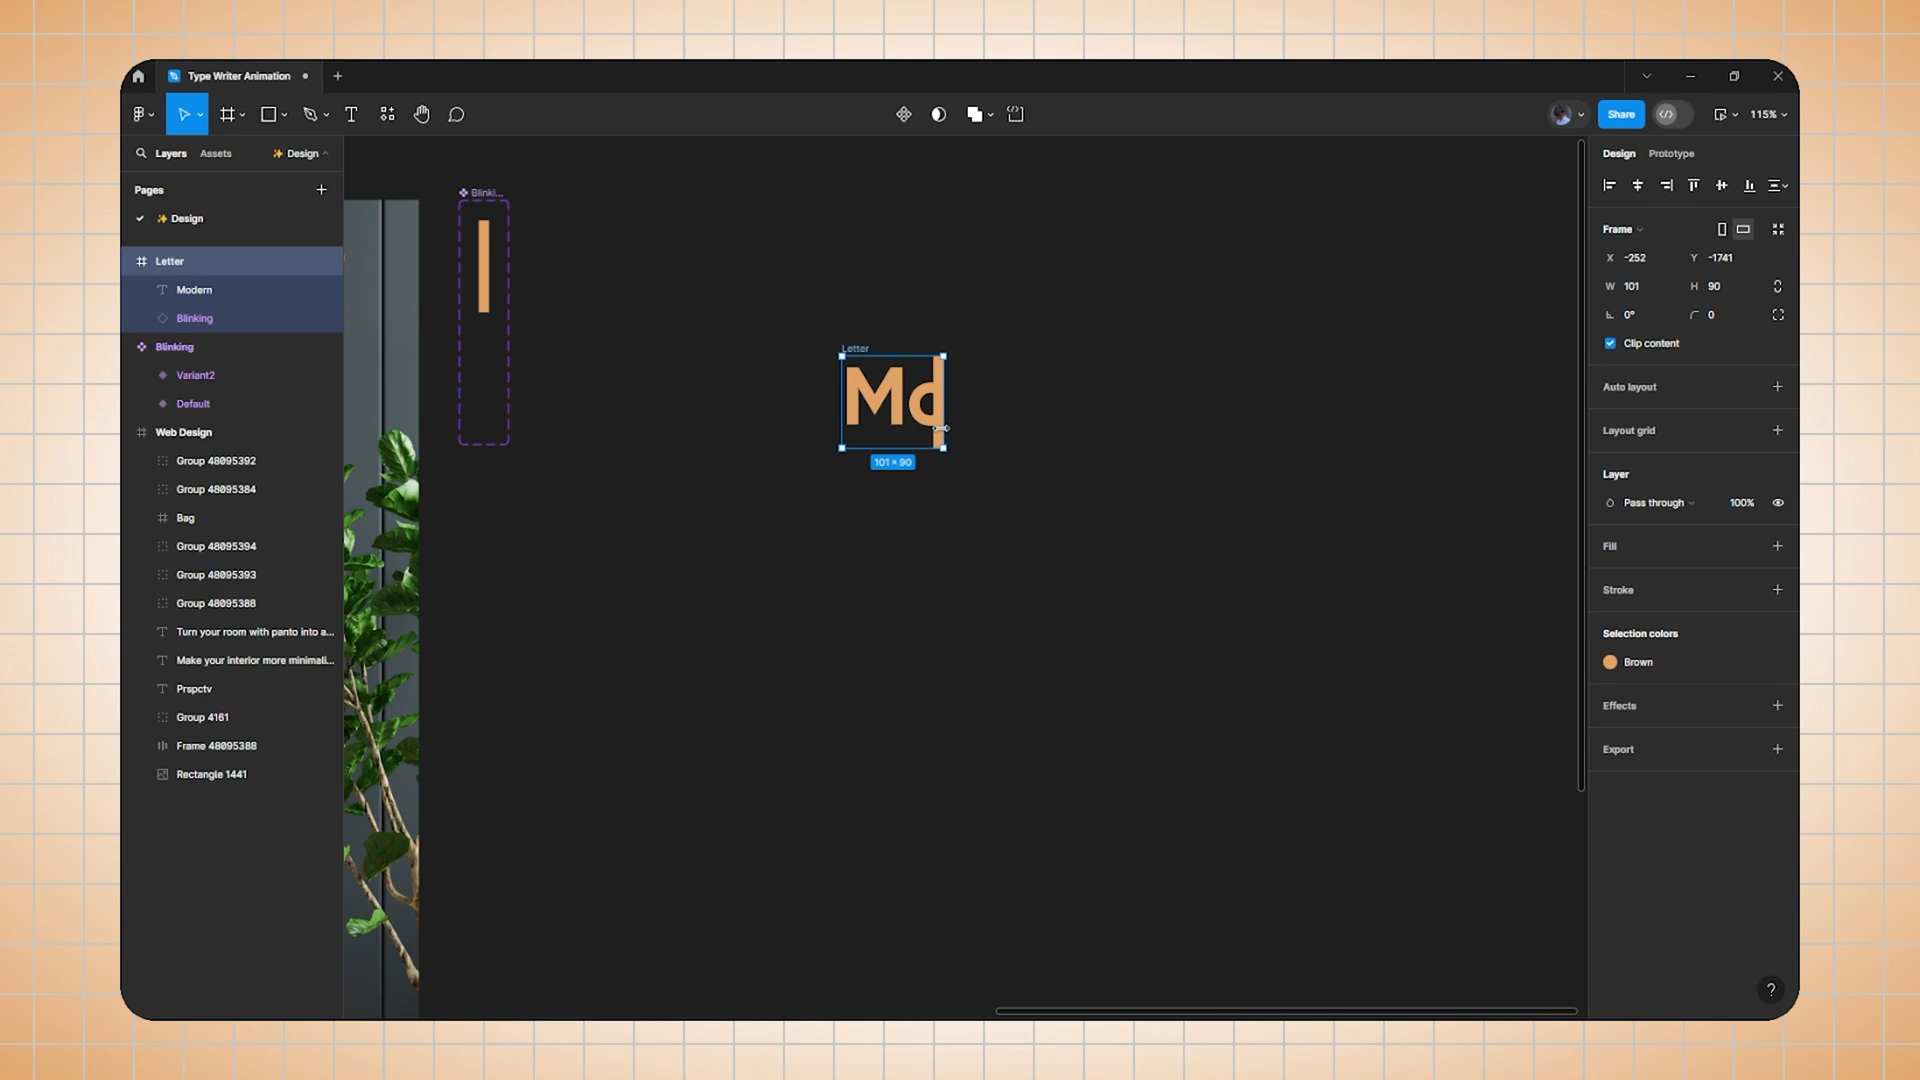 Type Writer Animation
Share
115%
Layers
Assets
✨ Design
Design
Prototype
Pages
✨ Design
Letter
Modern
Blinking
Blinking
Variant2
Default
Web Design
Group 48095392
Group 48095384
Bag
Group 48095394
Group 48095393
Group 48095388
Turn your room with panto into a...
Make your interior more minimali...
Prspctv
Group 4161
Frame 48095388
Rectangle 1441
Blinki...
Letter
Mo
101 × 90
Frame
X -252
Y -1741
W 101
H 90
0°
0
Clip content
Auto layout
Layout grid
Layer
Pass through
100%
Fill
Stroke
Selection colors
Brown
Effects
Export
?